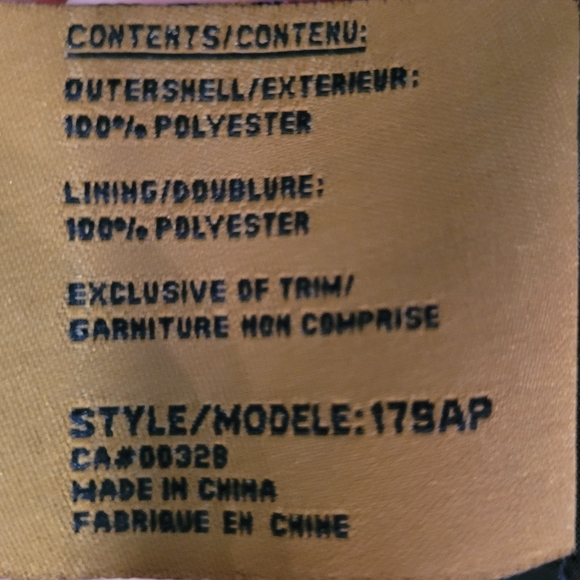 CONTENTS/CONTENU:
OUTERSHELL/EXTERIEUR:
100% POLYESTER
LINING/DOUBLURE:
100% POLYESTER
EXCLUSIVE OF TRIM/
GARNITURE NON COMPRISE
STYLE/MODELE:179AP
CA#00328
MADE IN CHINA
FABRIQUE EN CHINE